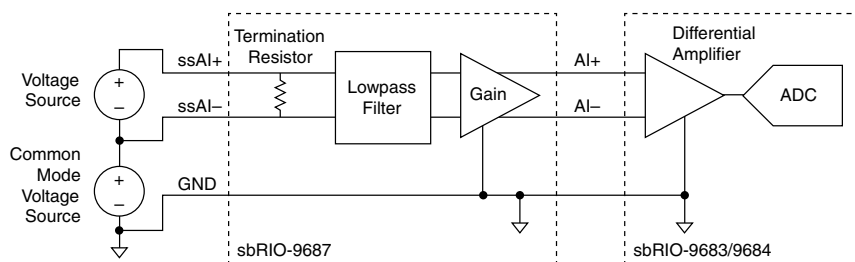 Termination
Resistor
Differential
Amplifier
ssAI+
AI+
Voltage
Source
+
–
Lowpass
Filter
Gain
ADC
ssAI–
AI–
Common
Mode
Voltage
Source
+
–
GND
sbRIO-9687
sbRIO-9683/9684